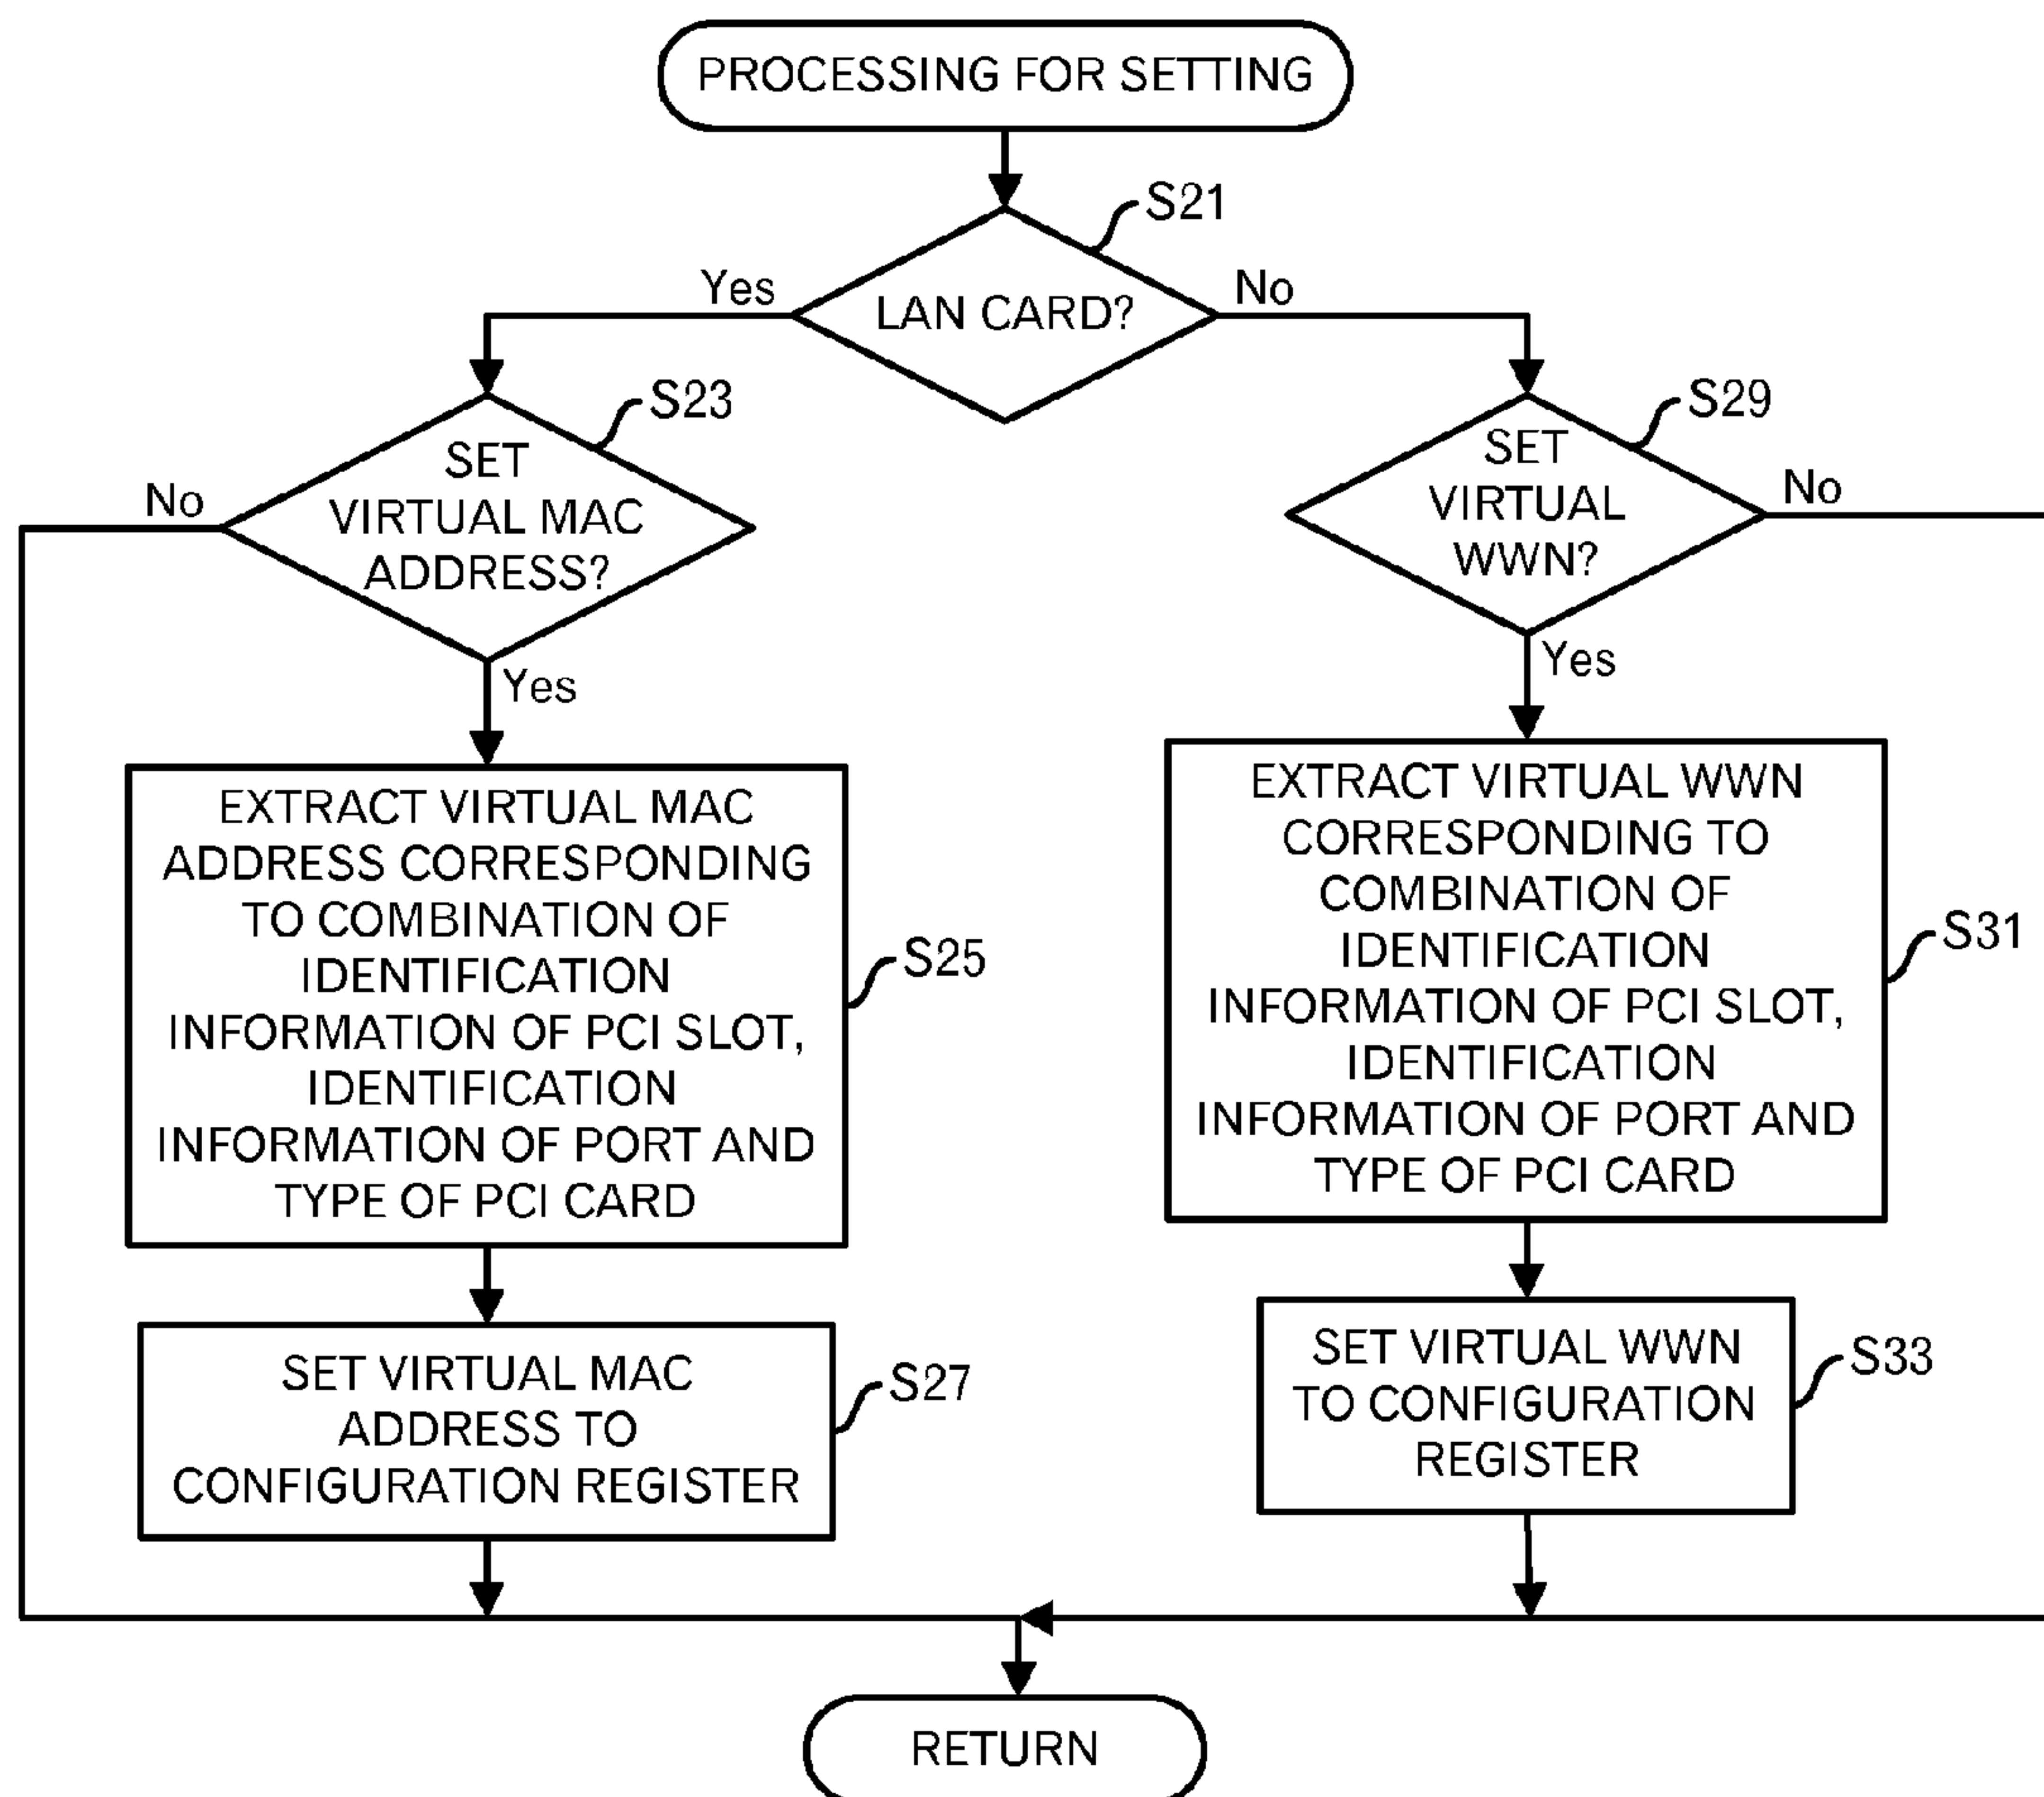 PROCESSING FOR SETTING
S21
LAN CARD?
Yes
No
S23
SET
VIRTUAL MAC
ADDRESS?
No
Yes
S29
SET
VIRTUAL
WWN?
No
Yes
EXTRACT VIRTUAL MAC
ADDRESS CORRESPONDING
TO COMBINATION OF
IDENTIFICATION
INFORMATION OF PCI SLOT,
IDENTIFICATION
INFORMATION OF PORT AND
TYPE OF PCI CARD
S25
EXTRACT VIRTUAL WWN
CORRESPONDING TO
COMBINATION OF
IDENTIFICATION
INFORMATION OF PCI SLOT,
IDENTIFICATION
INFORMATION OF PORT AND
TYPE OF PCI CARD
S31
SET VIRTUAL MAC
ADDRESS TO
CONFIGURATION REGISTER
S27
SET VIRTUAL WWN
TO CONFIGURATION
REGISTER
S33
RETURN